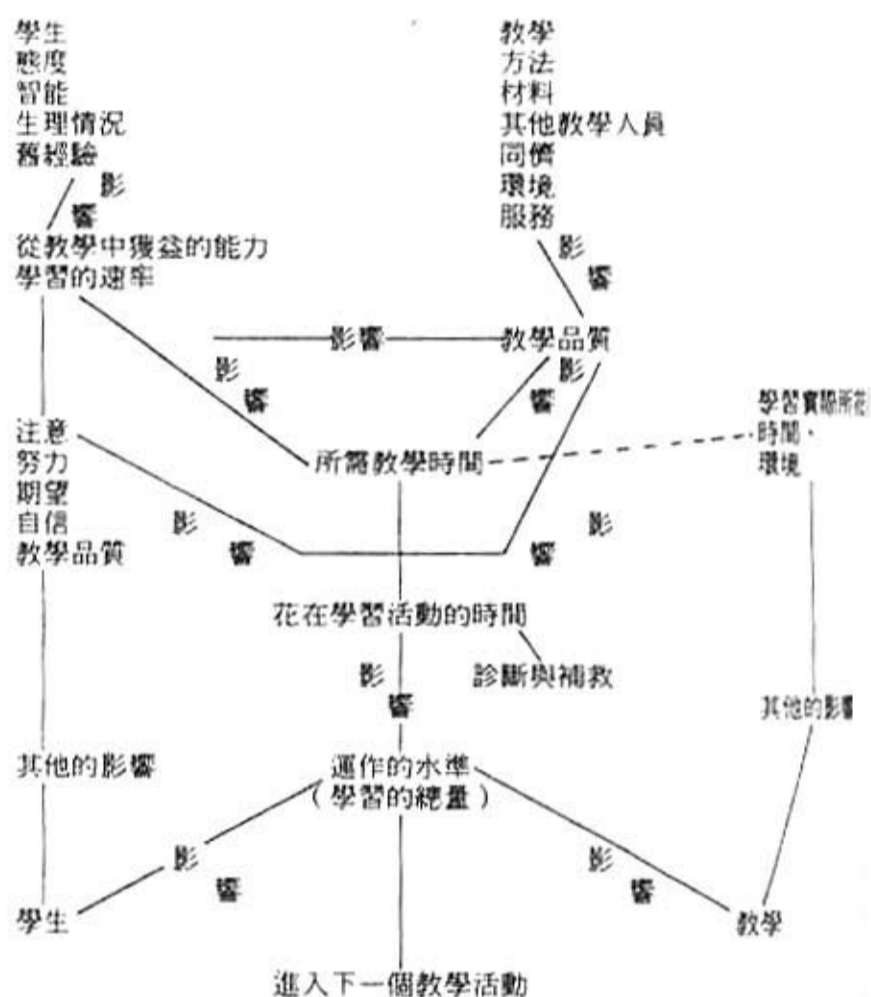 學生
態度
智能
生理情況
舊經驗
影
響
從教學中獲益的能力
學習的速率
教學
方法
材料
其他教學人員
同儕
環境
服務
影
響
影響
教學品質
影
響
影
響
學習實際所花
時間、
環境
所需教學時間
注意
努力
期望
自信
教學品質
影
響
影
響
花在學習活動的時間
診斷與補救
影
響
其他的影響
其他的影響
運作的水準
(學習的總量)
影
響
影
響
學生
教學
進入下一個教學活動